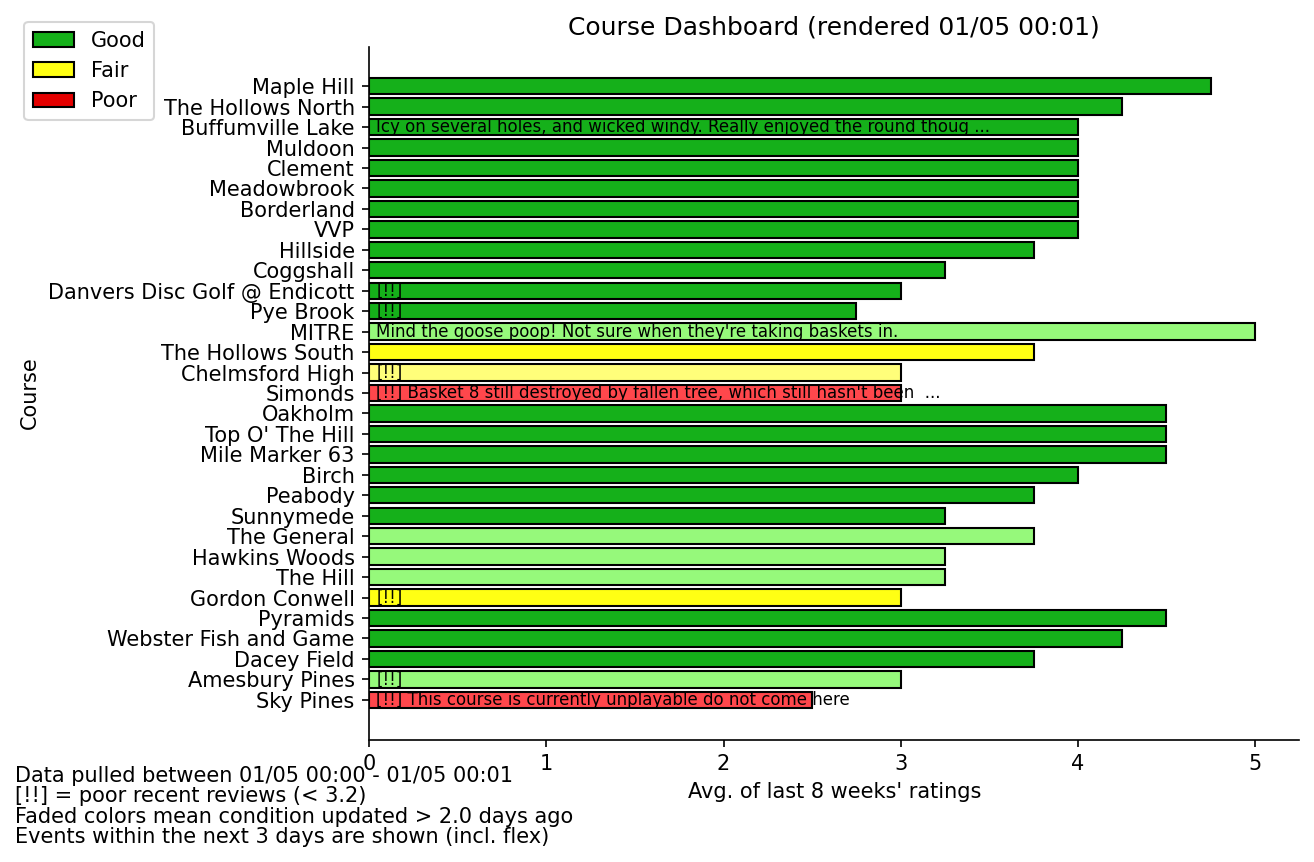 Course Dashboard (rendered 01/05 00:01)
Good
Fair
Poor
Course
Maple Hill
The Hollows North
Buffumville Lake Icy on several holes, and wicked windy. Really enjoyed the round thoug ...
Muldoon
Clement
Meadowbrook
Borderland
VVP
Hillside
Coggshall
Danvers Disc Golf @ Endicott [!!]
Pye Brook [!!]
MITRE Mind the goose poop! Not sure when they're taking baskets in.
The Hollows South
Chelmsford High [!!]
Simonds [!!] Basket 8 still destroyed by fallen tree, which still hasn't been ...
Oakholm
Top O' The Hill
Mile Marker 63
Birch
Peabody
Sunnymede
The General
Hawkins Woods
The Hill
Gordon Conwell [!!]
Pyramids
Webster Fish and Game
Dacey Field
Amesbury Pines [!!]
Sky Pines [!!] This course is currently unplayable do not come here
0 1 2 3 4 5
Avg. of last 8 weeks' ratings
Data pulled between 01/05 00:00 - 01/05 00:01
[!!] = poor recent reviews (< 3.2)
Faded colors mean condition updated > 2.0 days ago
Events within the next 3 days are shown (incl. flex)